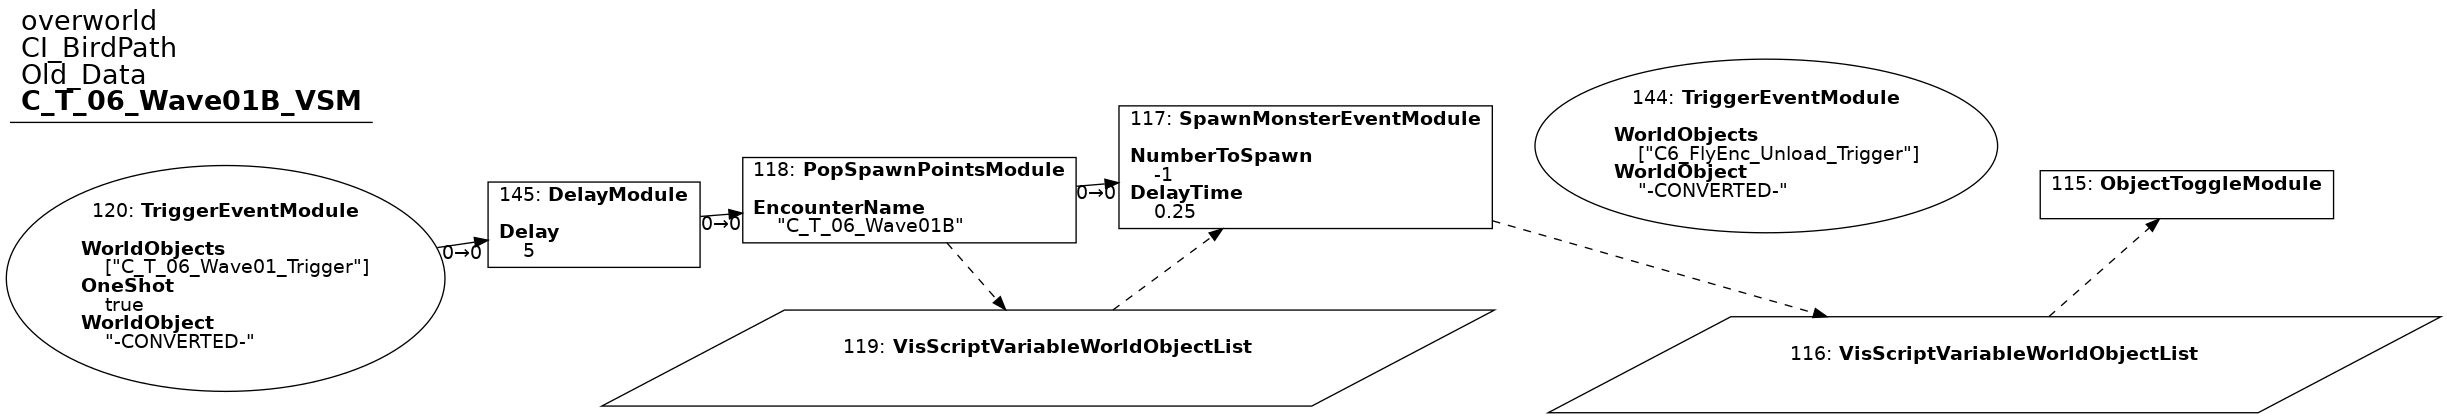 overworld
CI_BirdPath
Old_Data
C_T_06_Wave01B_VSM
120: TriggerEventModule
WorldObjects
["C_T_06_Wave01_Trigger"]
OneShot
true
WorldObject
"-CONVERTED-"
0→0
145: DelayModule
Delay
5
0→0
118: PopSpawnPointsModule
EncounterName
"C_T_06_Wave01B"
0→0
117: SpawnMonsterEventModule
NumberToSpawn
-1
DelayTime
0.25
144: TriggerEventModule
WorldObjects
["C6_FlyEnc_Unload_Trigger"]
WorldObject
"-CONVERTED-"
115: ObjectToggleModule
119: VisScriptVariableWorldObjectList
116: VisScriptVariableWorldObjectList